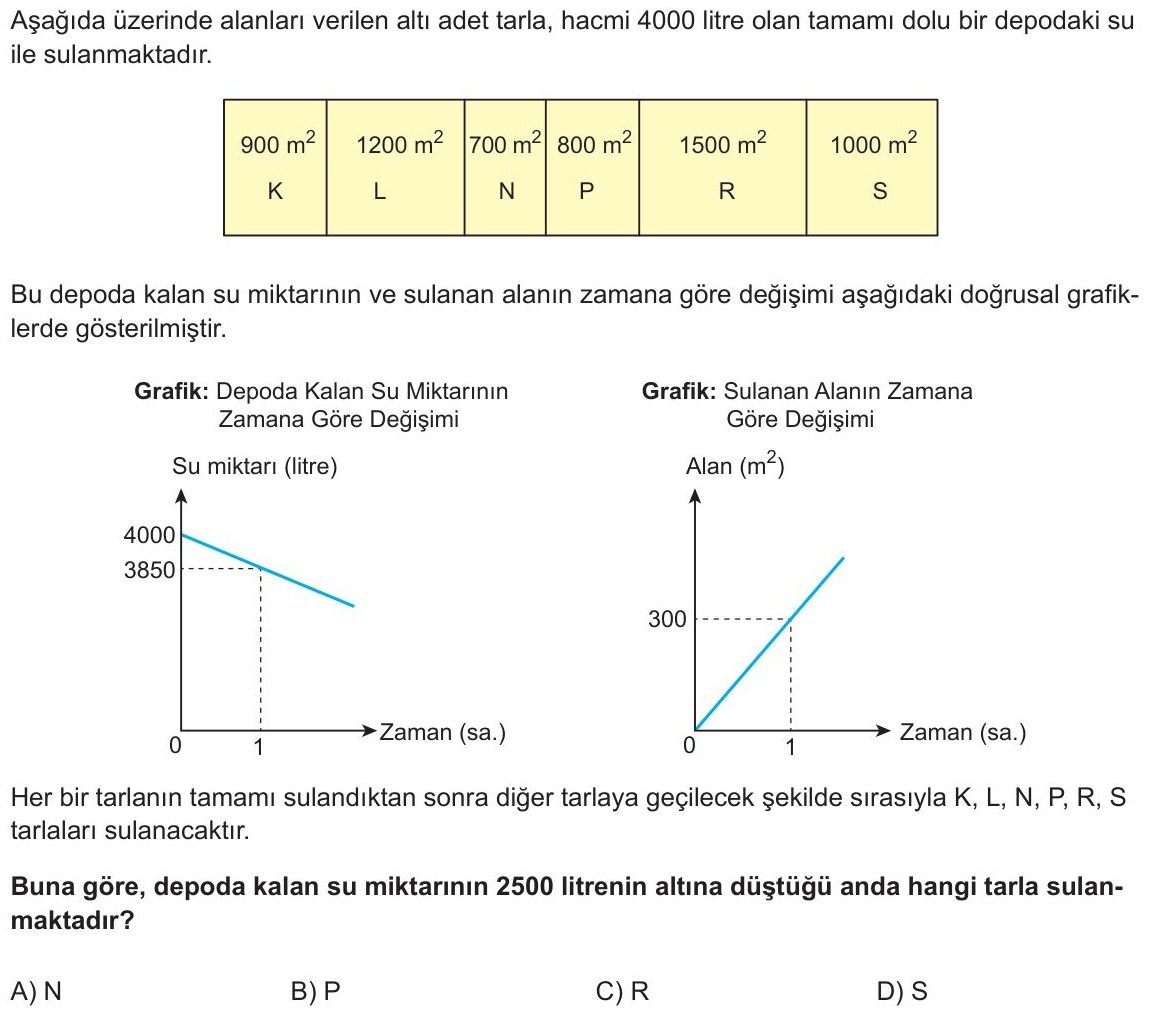 Aşağıda üzerinde alanları verilen altı adet tarla, hacmi 4000 litre olan tamamı dolu bir depodaki su
ile sulanmaktadır.
900 m² 1200 m² 700 m² 800 m² 1500 m² 1000 m²
K L N P R S
Bu depoda kalan su miktarının ve sulanan alanın zamana göre değişimi aşağıdaki doğrusal grafik-
lerde gösterilmiştir.
Grafik: Depoda Kalan Su Miktarının
Zamana Göre Değişimi
Su miktarı (litre)
4000
3850
0
1
Zaman (sa.)
Grafik: Sulanan Alanın Zamana
Göre Değişimi
Alan (m²)
300
0
1
Zaman (sa.)
Her bir tarlanın tamamı sulandıktan sonra diğer tarlaya geçilecek şekilde sırasıyla K, L, N, P, R, S
tarlaları sulanacaktır.
Buna göre, depoda kalan su miktarının 2500 litrenin altına düştüğü anda hangi tarla sulan-
maktadır?
A) N B) P C) R D) S